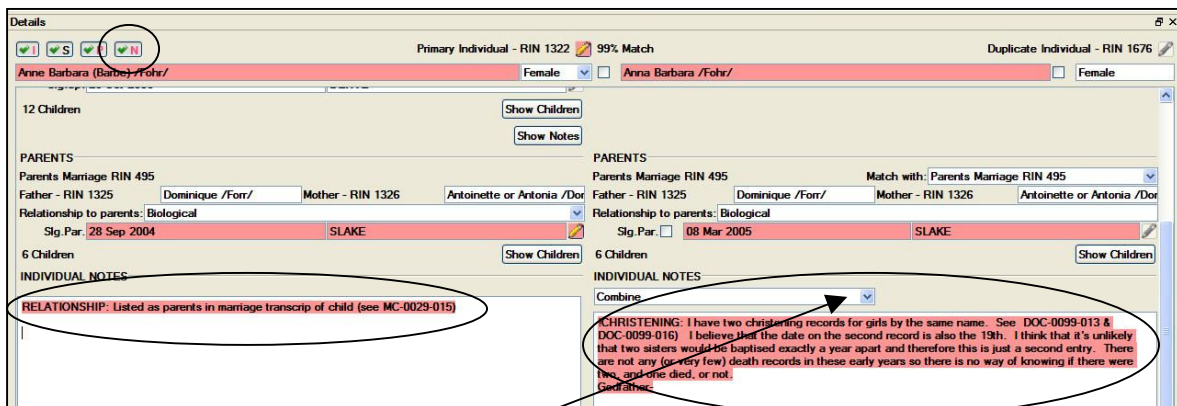 Details
I S P N Primary Individual - RIN 1322 99% Match Duplicate Individual - RIN 1676
Anne Barbara (Barbe) /Fohr/ Female Anna Barbara /Fohr/ Female
12 Children Show Children
Show Notes
PARENTS PARENTS
Parents Marriage RIN 495 Parents Marriage RIN 495 Match with: Parents Marriage RIN 495
Father - RIN 1325 Dominique /Forr/ Mother - RIN 1326 Antoinette or Antonia /Dor Father - RIN 1325 Dominique /Forr/ Mother - RIN 1326 Antoinette or Antonia /Dor
Relationship to parents: Biological Relationship to parents: Biological
Slg.Par. 28 Sep 2004 SLAKE Slg.Par. 08 Mar 2005 SLAKE
6 Children Show Children 6 Children Show Children
INDIVIDUAL NOTES INDIVIDUAL NOTES
Combine
RELATIONSHIP: Listed as parents in marriage transcrip of child (see MC-0029-015)
!CHRISTENING: I have two christening records for girls by the same name. See DOC-0099-013 &
DOC-0099-016) I believe that the date on the second record is also the 19th. I think that it's unlikely
that two sisters would be baptised exactly a year apart and therefore this is just a second entry. There
are not any (or very few) death records in these early years so there is no way of knowing if there were
two, and one died, or not.
Godfather-